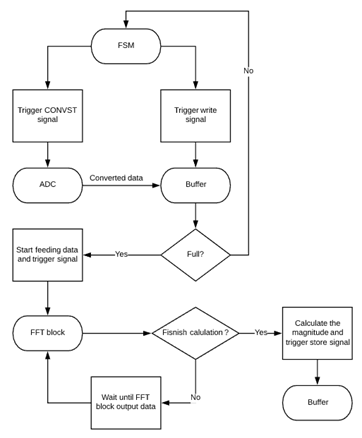 FSM
No
Trigger CONVST
signal
Trigger write
signal
ADC
Converted data
Buffer
Start feeding data
and trigger signal
Yes
Full?
FFT block
Fisnish calulation ?
Yes
Calculate the
magnitude and
trigger store signal
Wait until FFT
block output data
No
Buffer